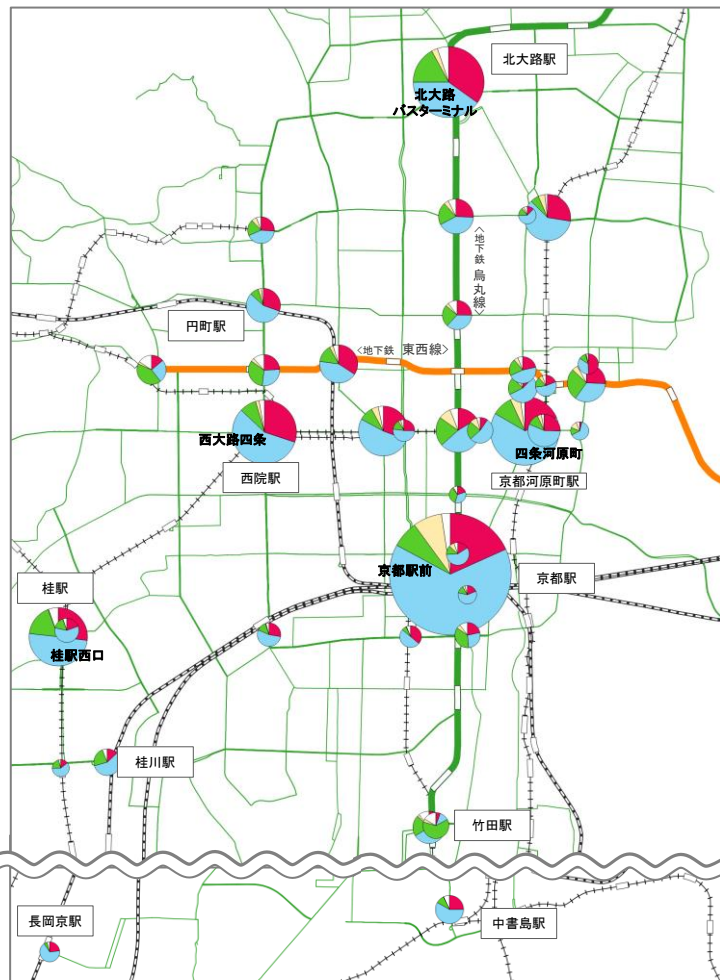 北大路駅
北大路
バスターミナル
<地下鉄 烏丸線>
<地下鉄 東西線>
円町駅
西大路四条
四条河原町
西院駅
京都河原町駅
京都駅前
京都駅
桂駅
桂駅西口
桂川駅
竹田駅
長岡京駅
中書島駅